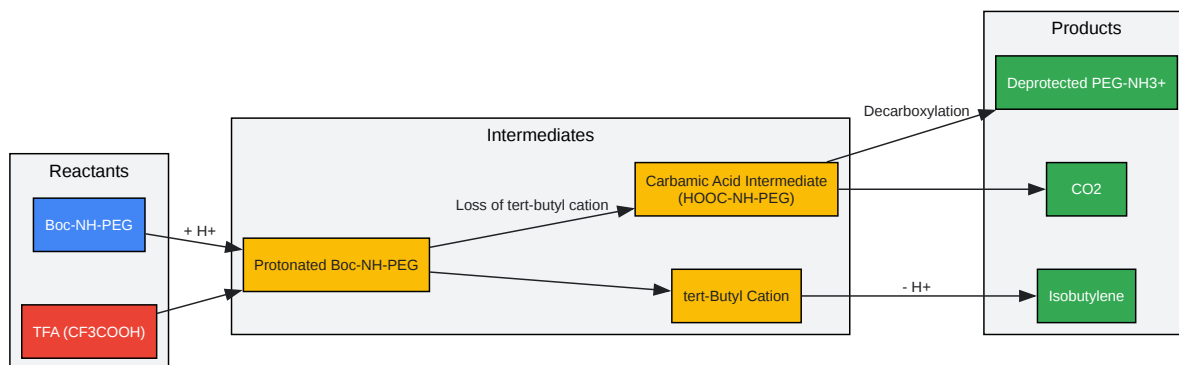 Reactants
Boc-NH-PEG
TFA (CF3COOH)
+ H+
Intermediates
Protonated Boc-NH-PEG
Loss of tert-butyl cation
Carbamic Acid Intermediate
(HOOC-NH-PEG)
tert-Butyl Cation
Decarboxylation
- H+
Products
Deprotected PEG-NH3+
CO2
Isobutylene